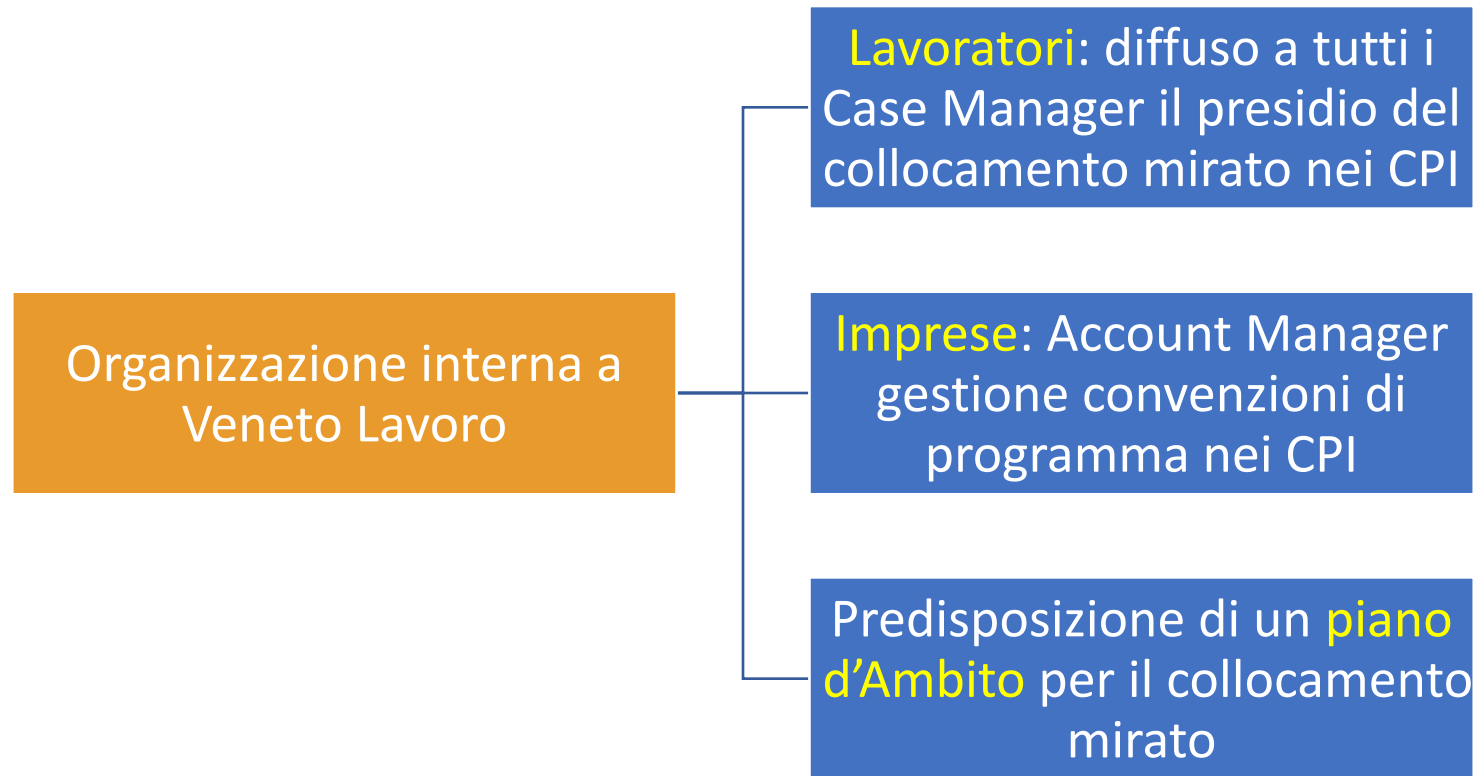 Lavoratori: diffuso a tutti i
Case Manager il presidio del
collocamento mirato nei CPI
Organizzazione interna a
Veneto Lavoro
Imprese: Account Manager
gestione convenzioni di
programma nei CPI
Predisposizione di un piano
d’Ambito per il collocamento
mirato